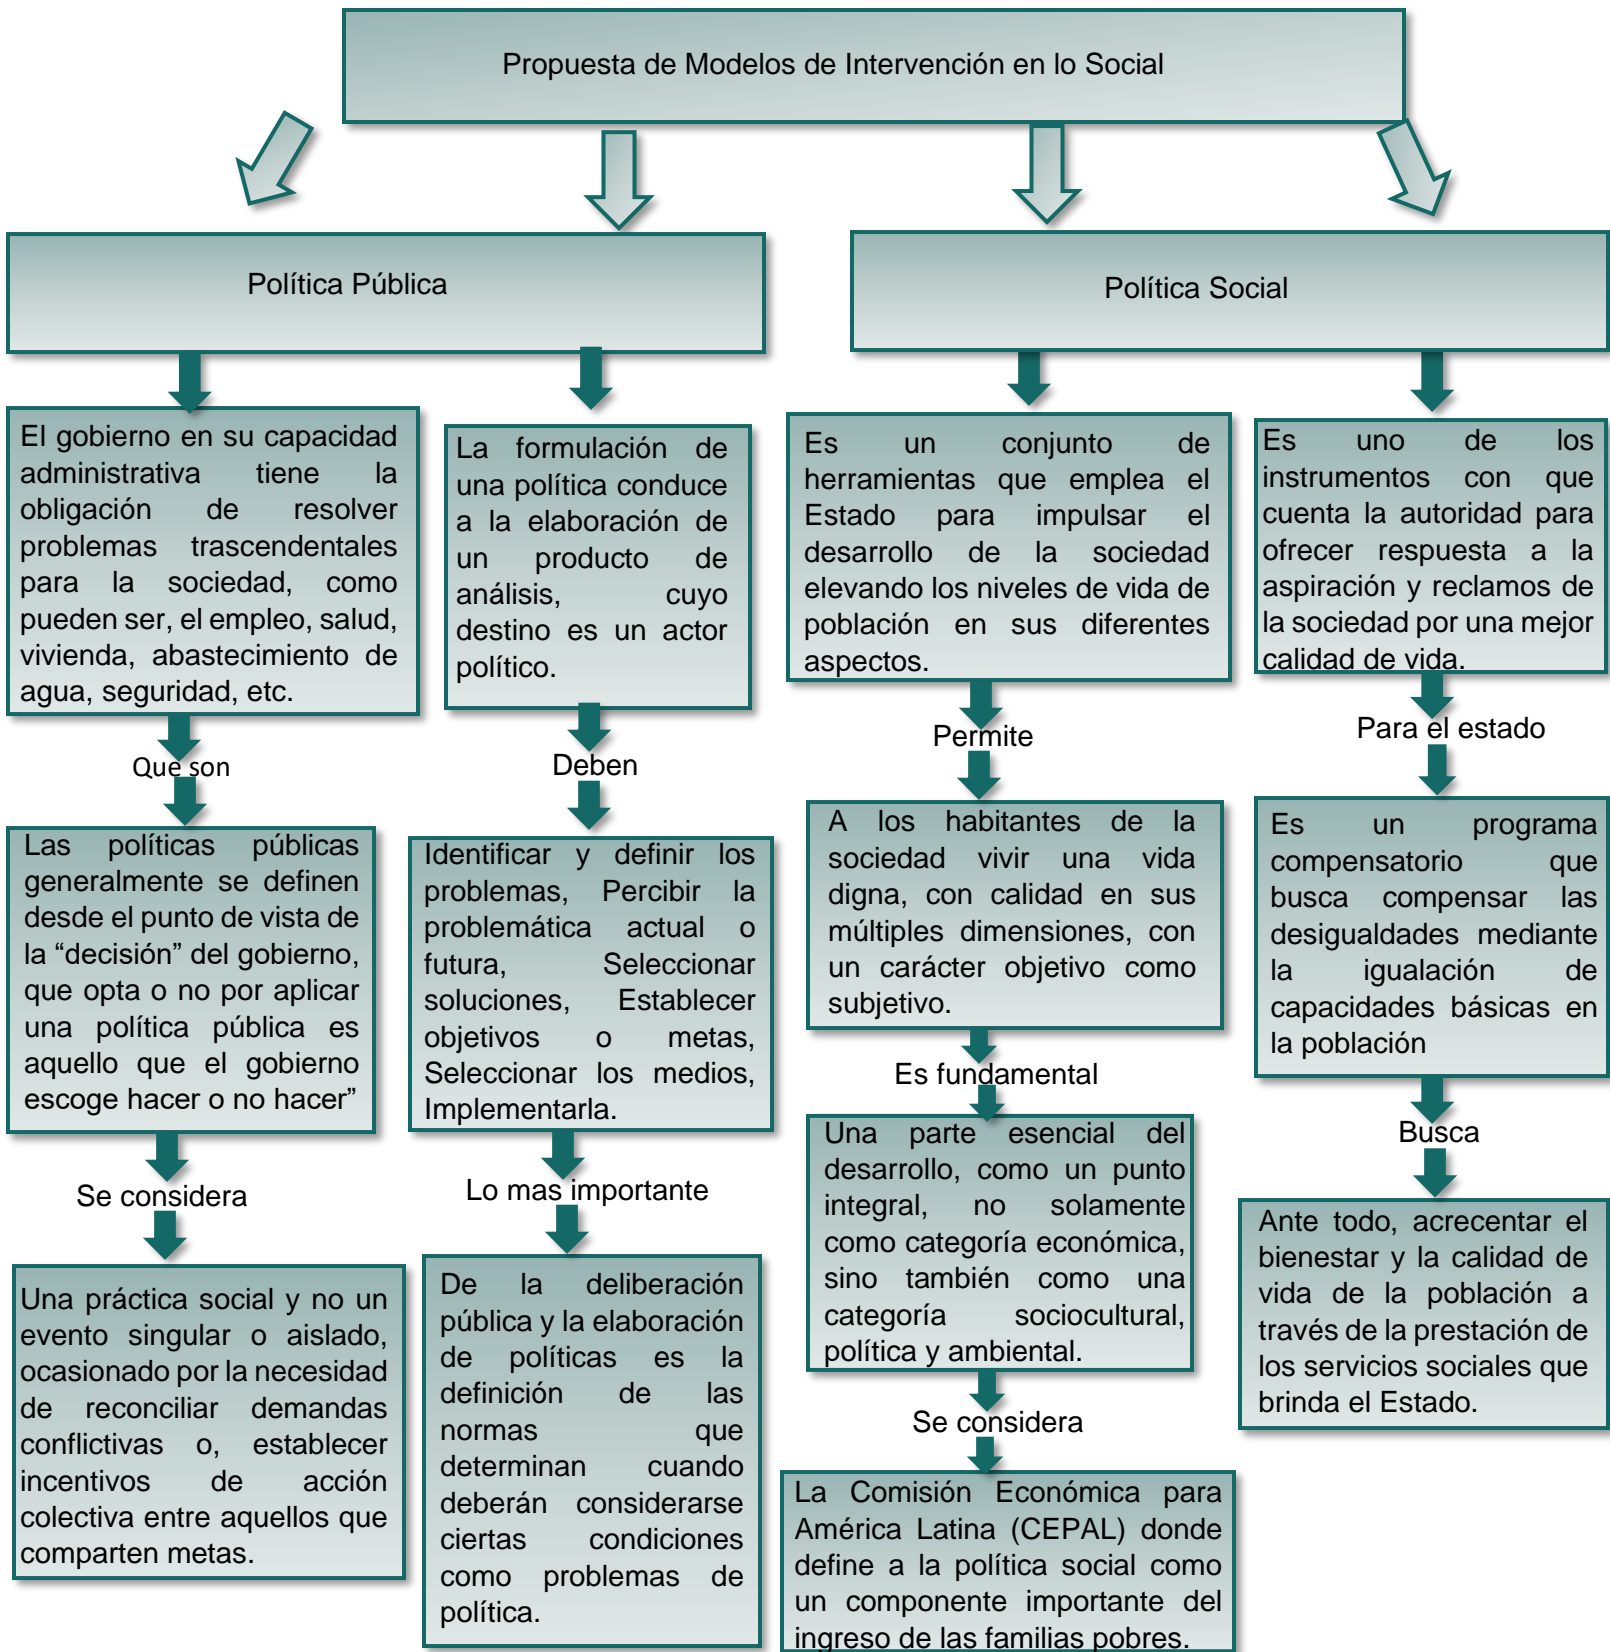 Propuesta de Modelos de Intervención en lo Social
Política Pública
El gobierno en su capacidad
administrativa tiene la
obligación de resolver
problemas trascendentales
para la sociedad, como
pueden ser, el empleo, salud,
vivienda, abastecimiento de
agua, seguridad, etc.
Que son
Las políticas públicas
generalmente se definen
desde el punto de vista de
la “decisión” del gobierno,
que opta o no por aplicar
una política pública es
aquello que el gobierno
escoge hacer o no hacer”
Se considera
Una práctica social y no un
evento singular o aislado,
ocasionado por la necesidad
de reconciliar demandas
conflictivas o, establecer
incentivos de acción
colectiva entre aquellos que
comparten metas.
La formulación de
una política conduce
a la elaboración de
un producto de
análisis, cuyo
destino es un actor
político.
Deben
Identificar y definir los
problemas, Percibir la
problemática actual o
futura, Seleccionar
soluciones, Establecer
objetivos o metas,
Seleccionar los medios,
Implementarla.
Lo mas importante
De la deliberación
pública y la elaboración
de políticas es la
definición de las
normas que
determinan cuando
deberán considerarse
ciertas condiciones
como problemas de
política.
Política Social
Es un conjunto de
herramientas que emplea el
Estado para impulsar el
desarrollo de la sociedad
elevando los niveles de vida de
población en sus diferentes
aspectos.
Permite
A los habitantes de la
sociedad vivir una vida
digna, con calidad en sus
múltiples dimensiones, con
un carácter objetivo como
subjetivo.
Es fundamental
Una parte esencial del
desarrollo, como un punto
integral, no solamente
como categoría económica,
sino también como una
categoría sociocultural,
política y ambiental.
Se considera
La Comisión Económica para
América Latina (CEPAL) donde
define a la política social como
un componente importante del
ingreso de las familias pobres.
Es uno de los
instrumentos con que
cuenta la autoridad para
ofrecer respuesta a la
aspiración y reclamos de
la sociedad por una mejor
calidad de vida.
Para el estado
Es un programa
compensatorio que
busca compensar las
desigualdades mediante
la igualación de
capacidades básicas en
la población
Busca
Ante todo, acrecentar el
bienestar y la calidad de
vida de la población a
través de la prestación de
los servicios sociales que
brinda el Estado.